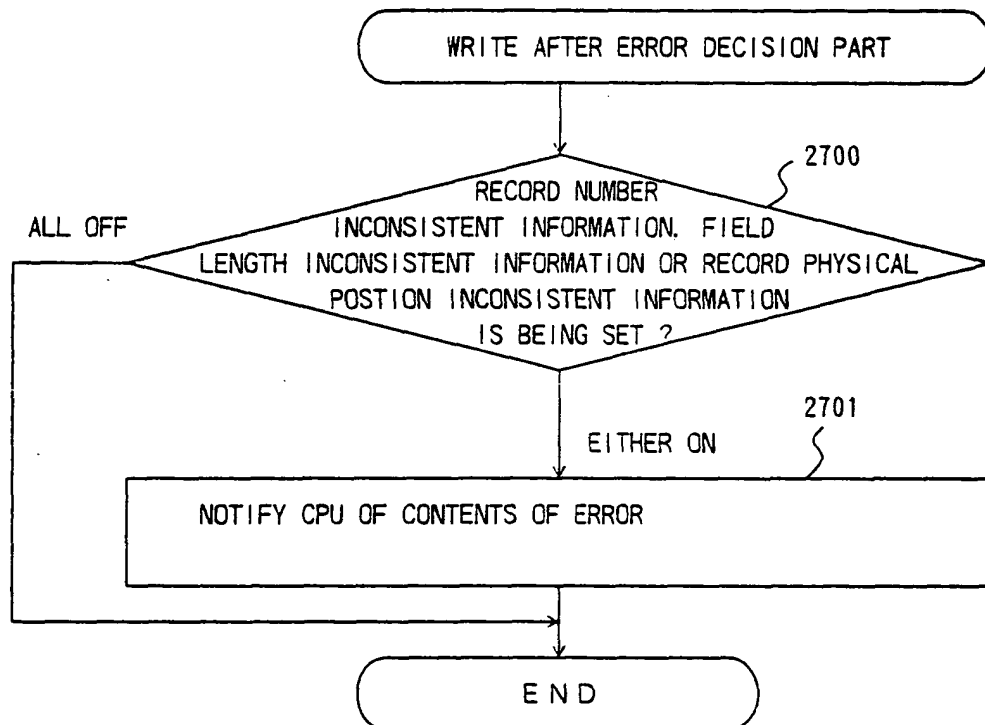 WRITE AFTER ERROR DECISION PART
2700
RECORD NUMBER
ALL OFF
INCONSISTENT INFORMATION. FIELD
LENGTH INCONSISTENT INFORMATION OR RECORD PHYSICAL
POSTION INCONSISTENT INFORMATION
IS BEING SET ?
2701
EITHER ON
NOTIFY CPU OF CONTENTS OF ERROR
END